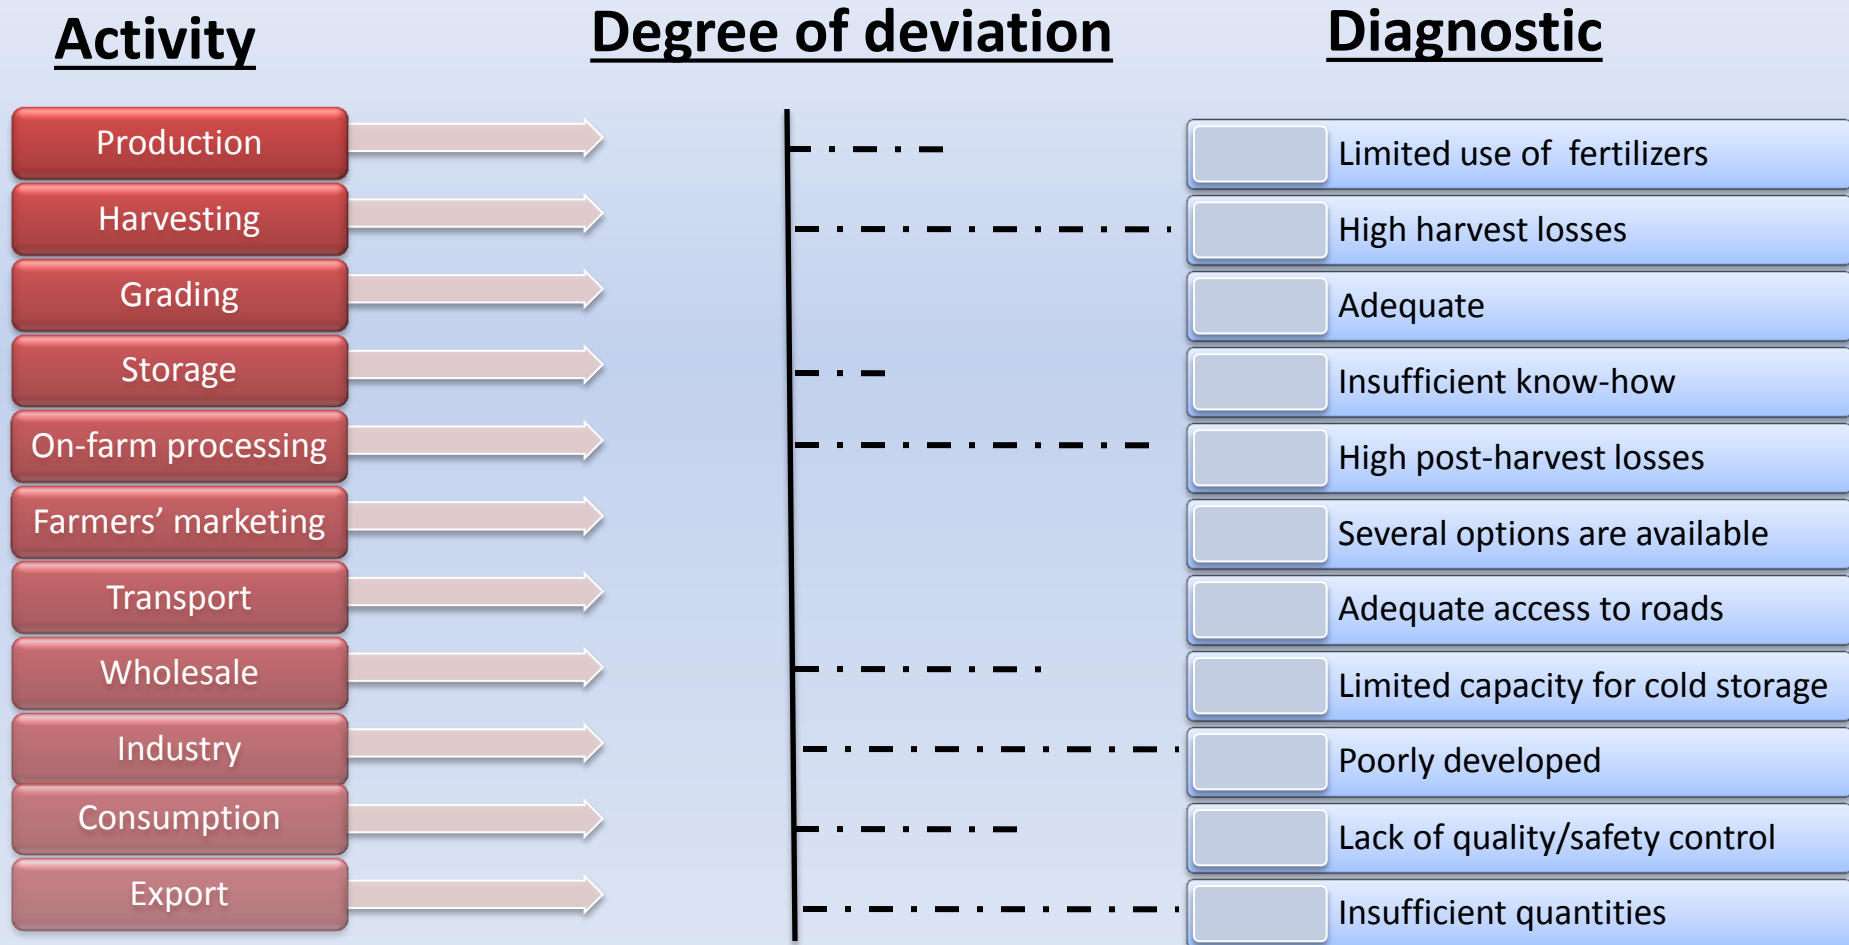 Activity
Degree of deviation
Diagnostic
Production
Limited use of  fertilizers
Harvesting
High harvest losses
Grading
Adequate
Storage
Insufficient know-how
On-farm processing
High post-harvest losses
Farmers’ marketing
Several options are available
Transport
Adequate access to roads
Wholesale
Limited capacity for cold storage
Industry
Poorly developed
Consumption
Lack of quality/safety control
Export
Insufficient quantities